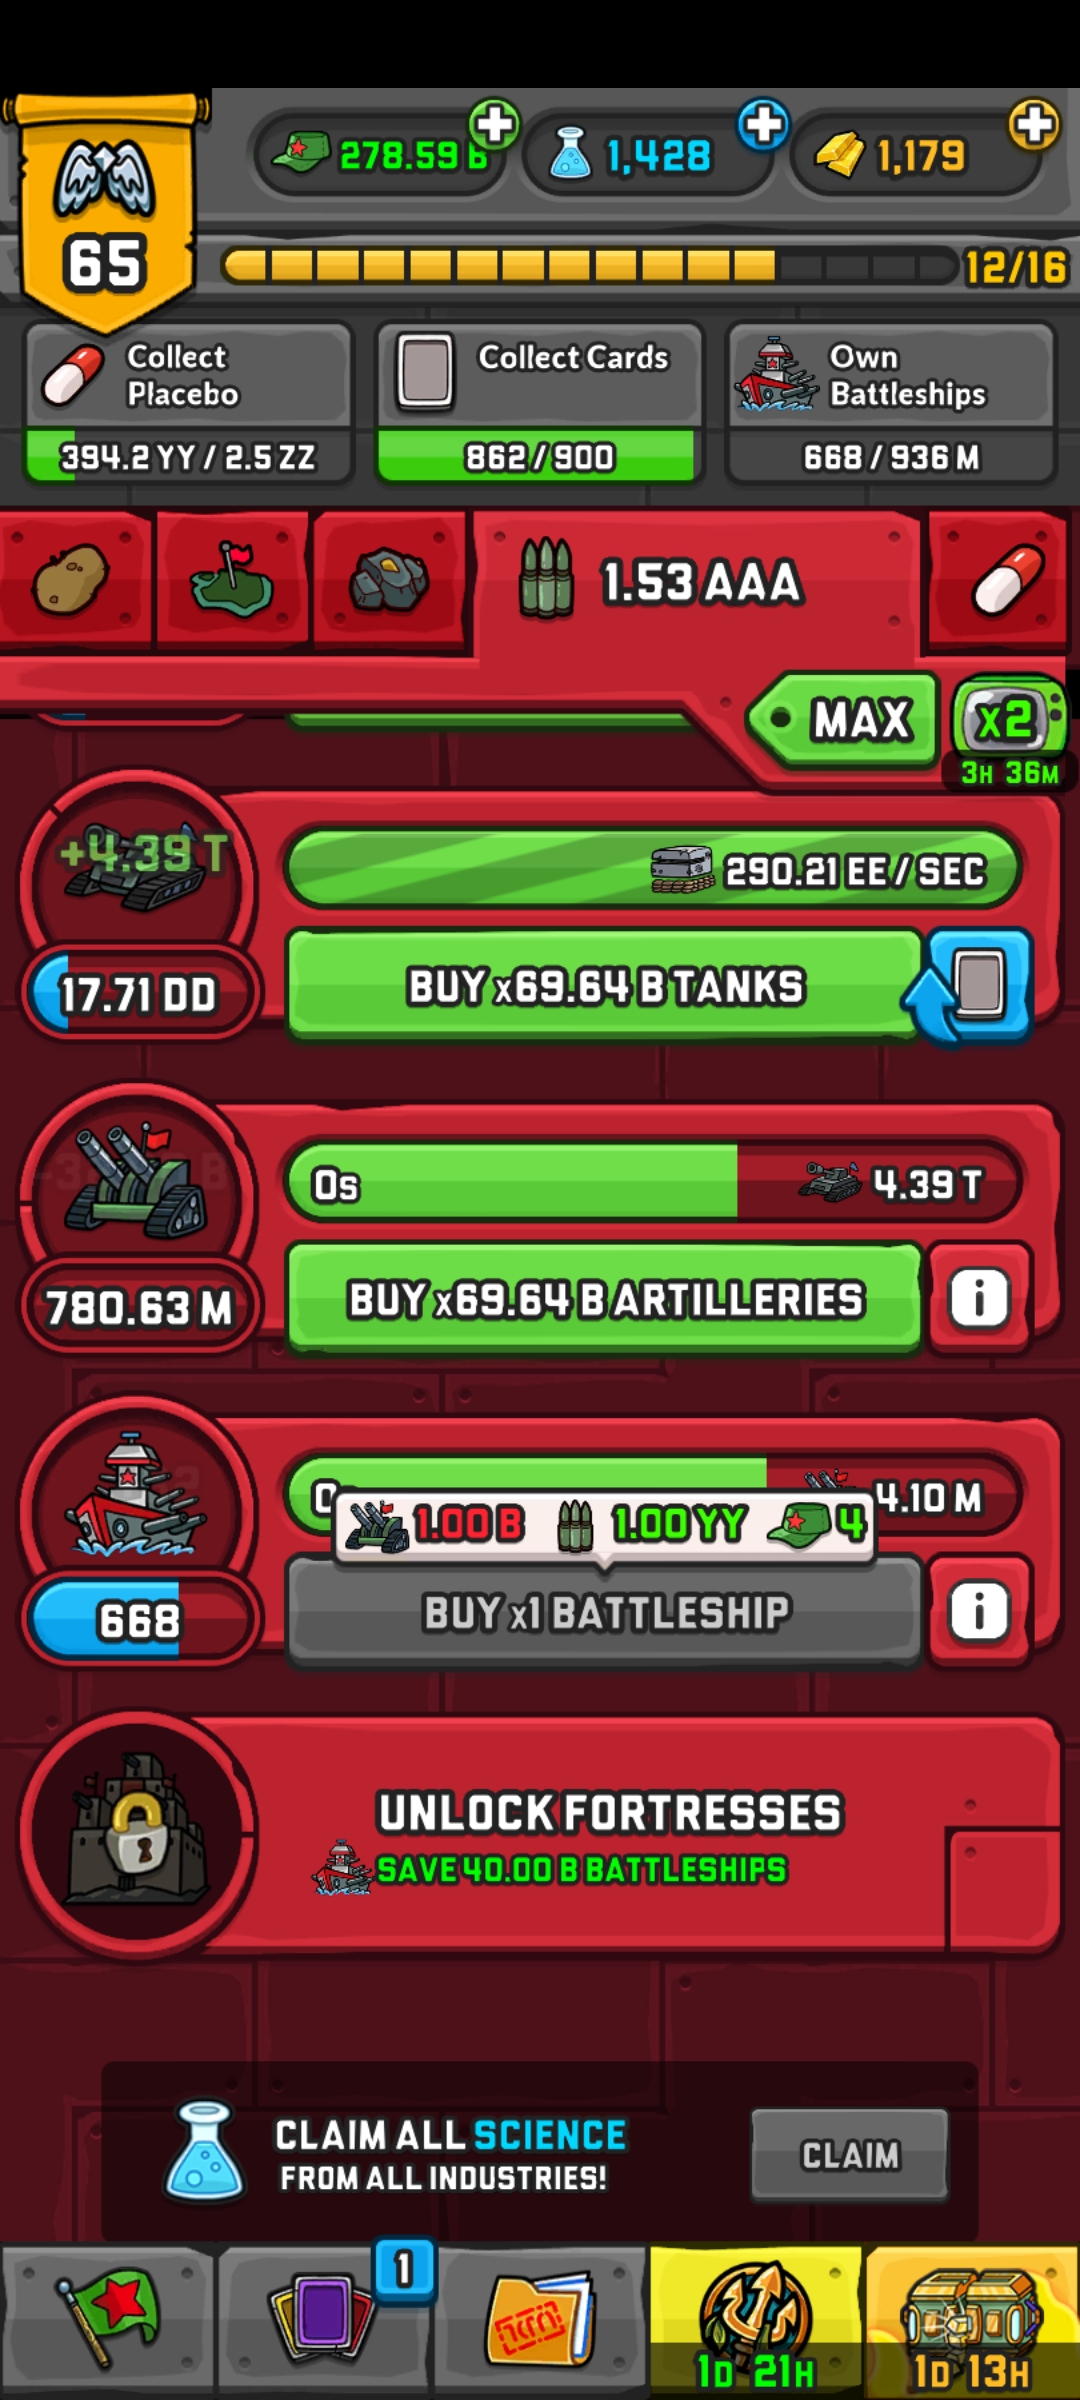 278.59 B
1,428
1,179
65
12/16
Collect
Placebo
394.2 YY / 2.5 ZZ
Collect Cards
862/900
Own
Battleships
668 / 936 M
1.53 AAA
MAX
x2
3H 36M
+4.39 T
290.21 EE / SEC
17.71 DD
BUY x69.64 B TANKS
0s
4.39 T
780.63 M
BUY x69.64 B ARTILLERIES
4.10 M
1.00 B
1.00 YY
4
668
BUY x1 BATTLESHIP
UNLOCK FORTRESSES
SAVE 40.00 B BATTLESHIPS
CLAIM ALL SCIENCE
FROM ALL INDUSTRIES!
CLAIM
1
1D 21H
1D 13H